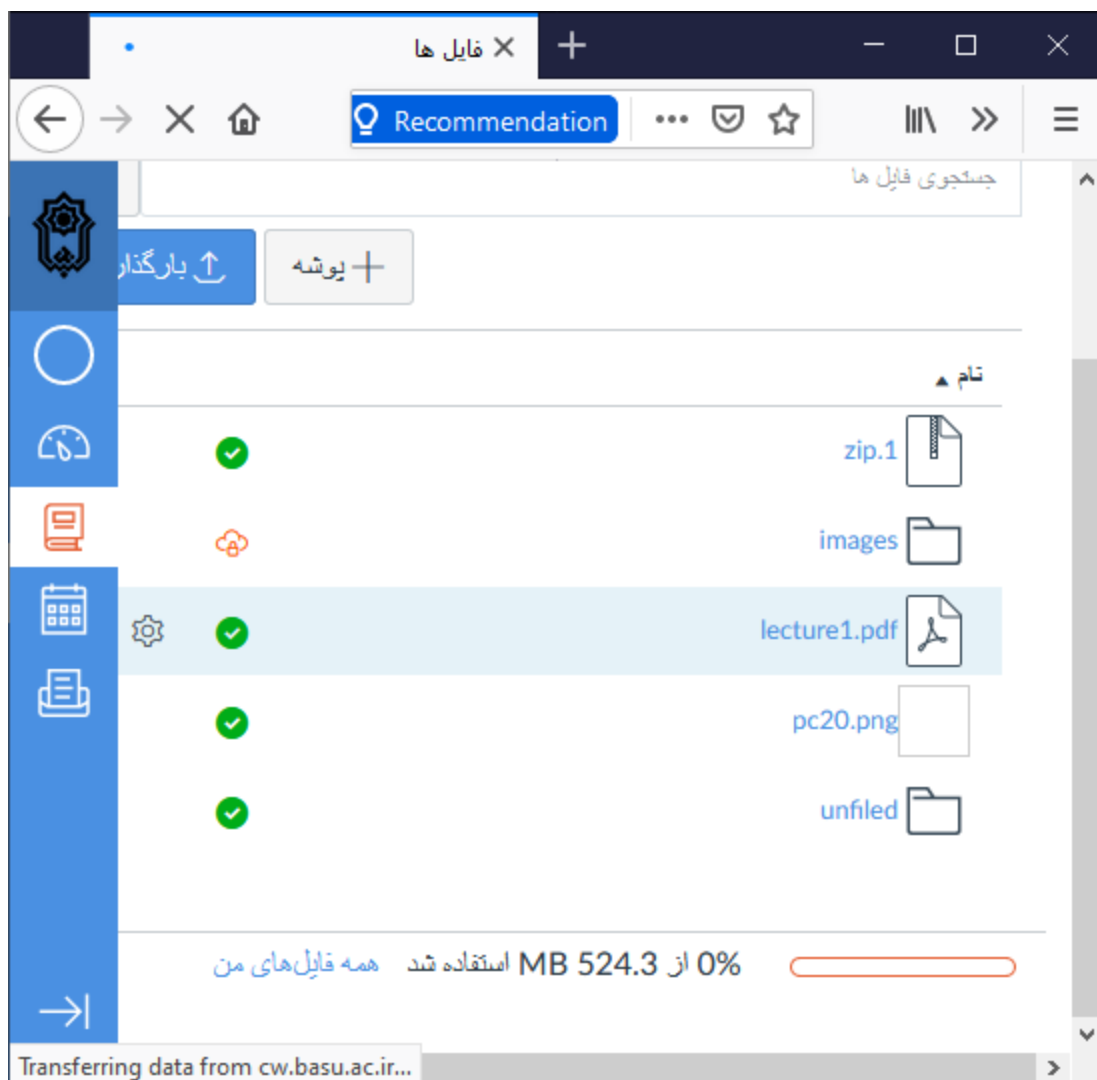 فایل ها
Recommendation
جستجوی فایل ها
پوشه
بارگذار
نام
zip.1
images
lecture1.pdf
pc20.png
unfiled
0% از 524.3 MB استفاده شد همه فایل‌های من
Transferring data from cw.basu.ac.ir...